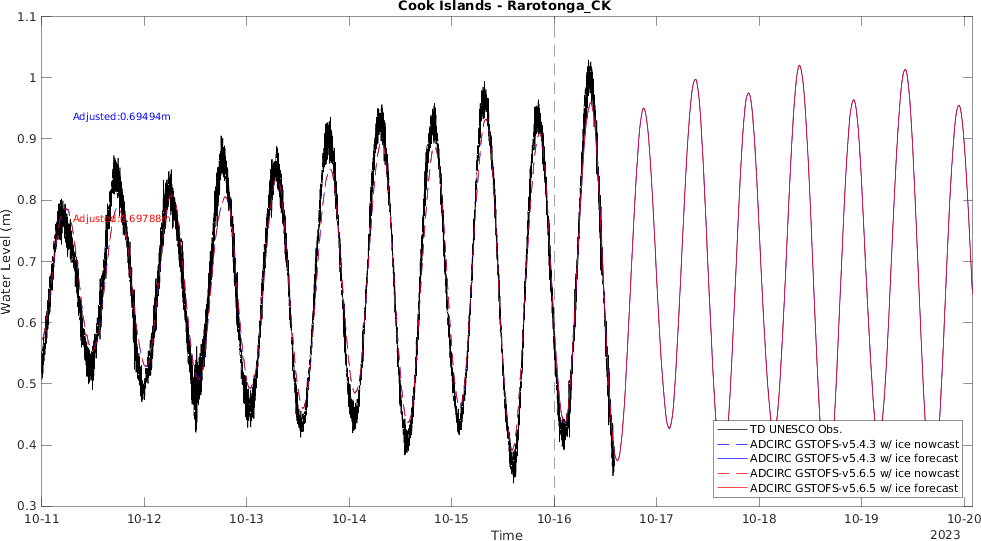 Cook Islands - Rarotonga_CK
1.1
1
0.9
0.8
0.7
0.6
0.5
0.4
0.3
Water Level (m)
Adjusted:0.69494m
Adjusted:0.69788m
TD UNESCO Obs.
ADCIRC GSTOFS-v5.4.3 w/ ice nowcast
ADCIRC GSTOFS-v5.4.3 w/ ice forecast
ADCIRC GSTOFS-v5.6.5 w/ ice nowcast
ADCIRC GSTOFS-v5.6.5 w/ ice forecast
10-11 10-12 10-13 10-14 10-15 10-16 10-17 10-18 10-19 10-20
Time
2023